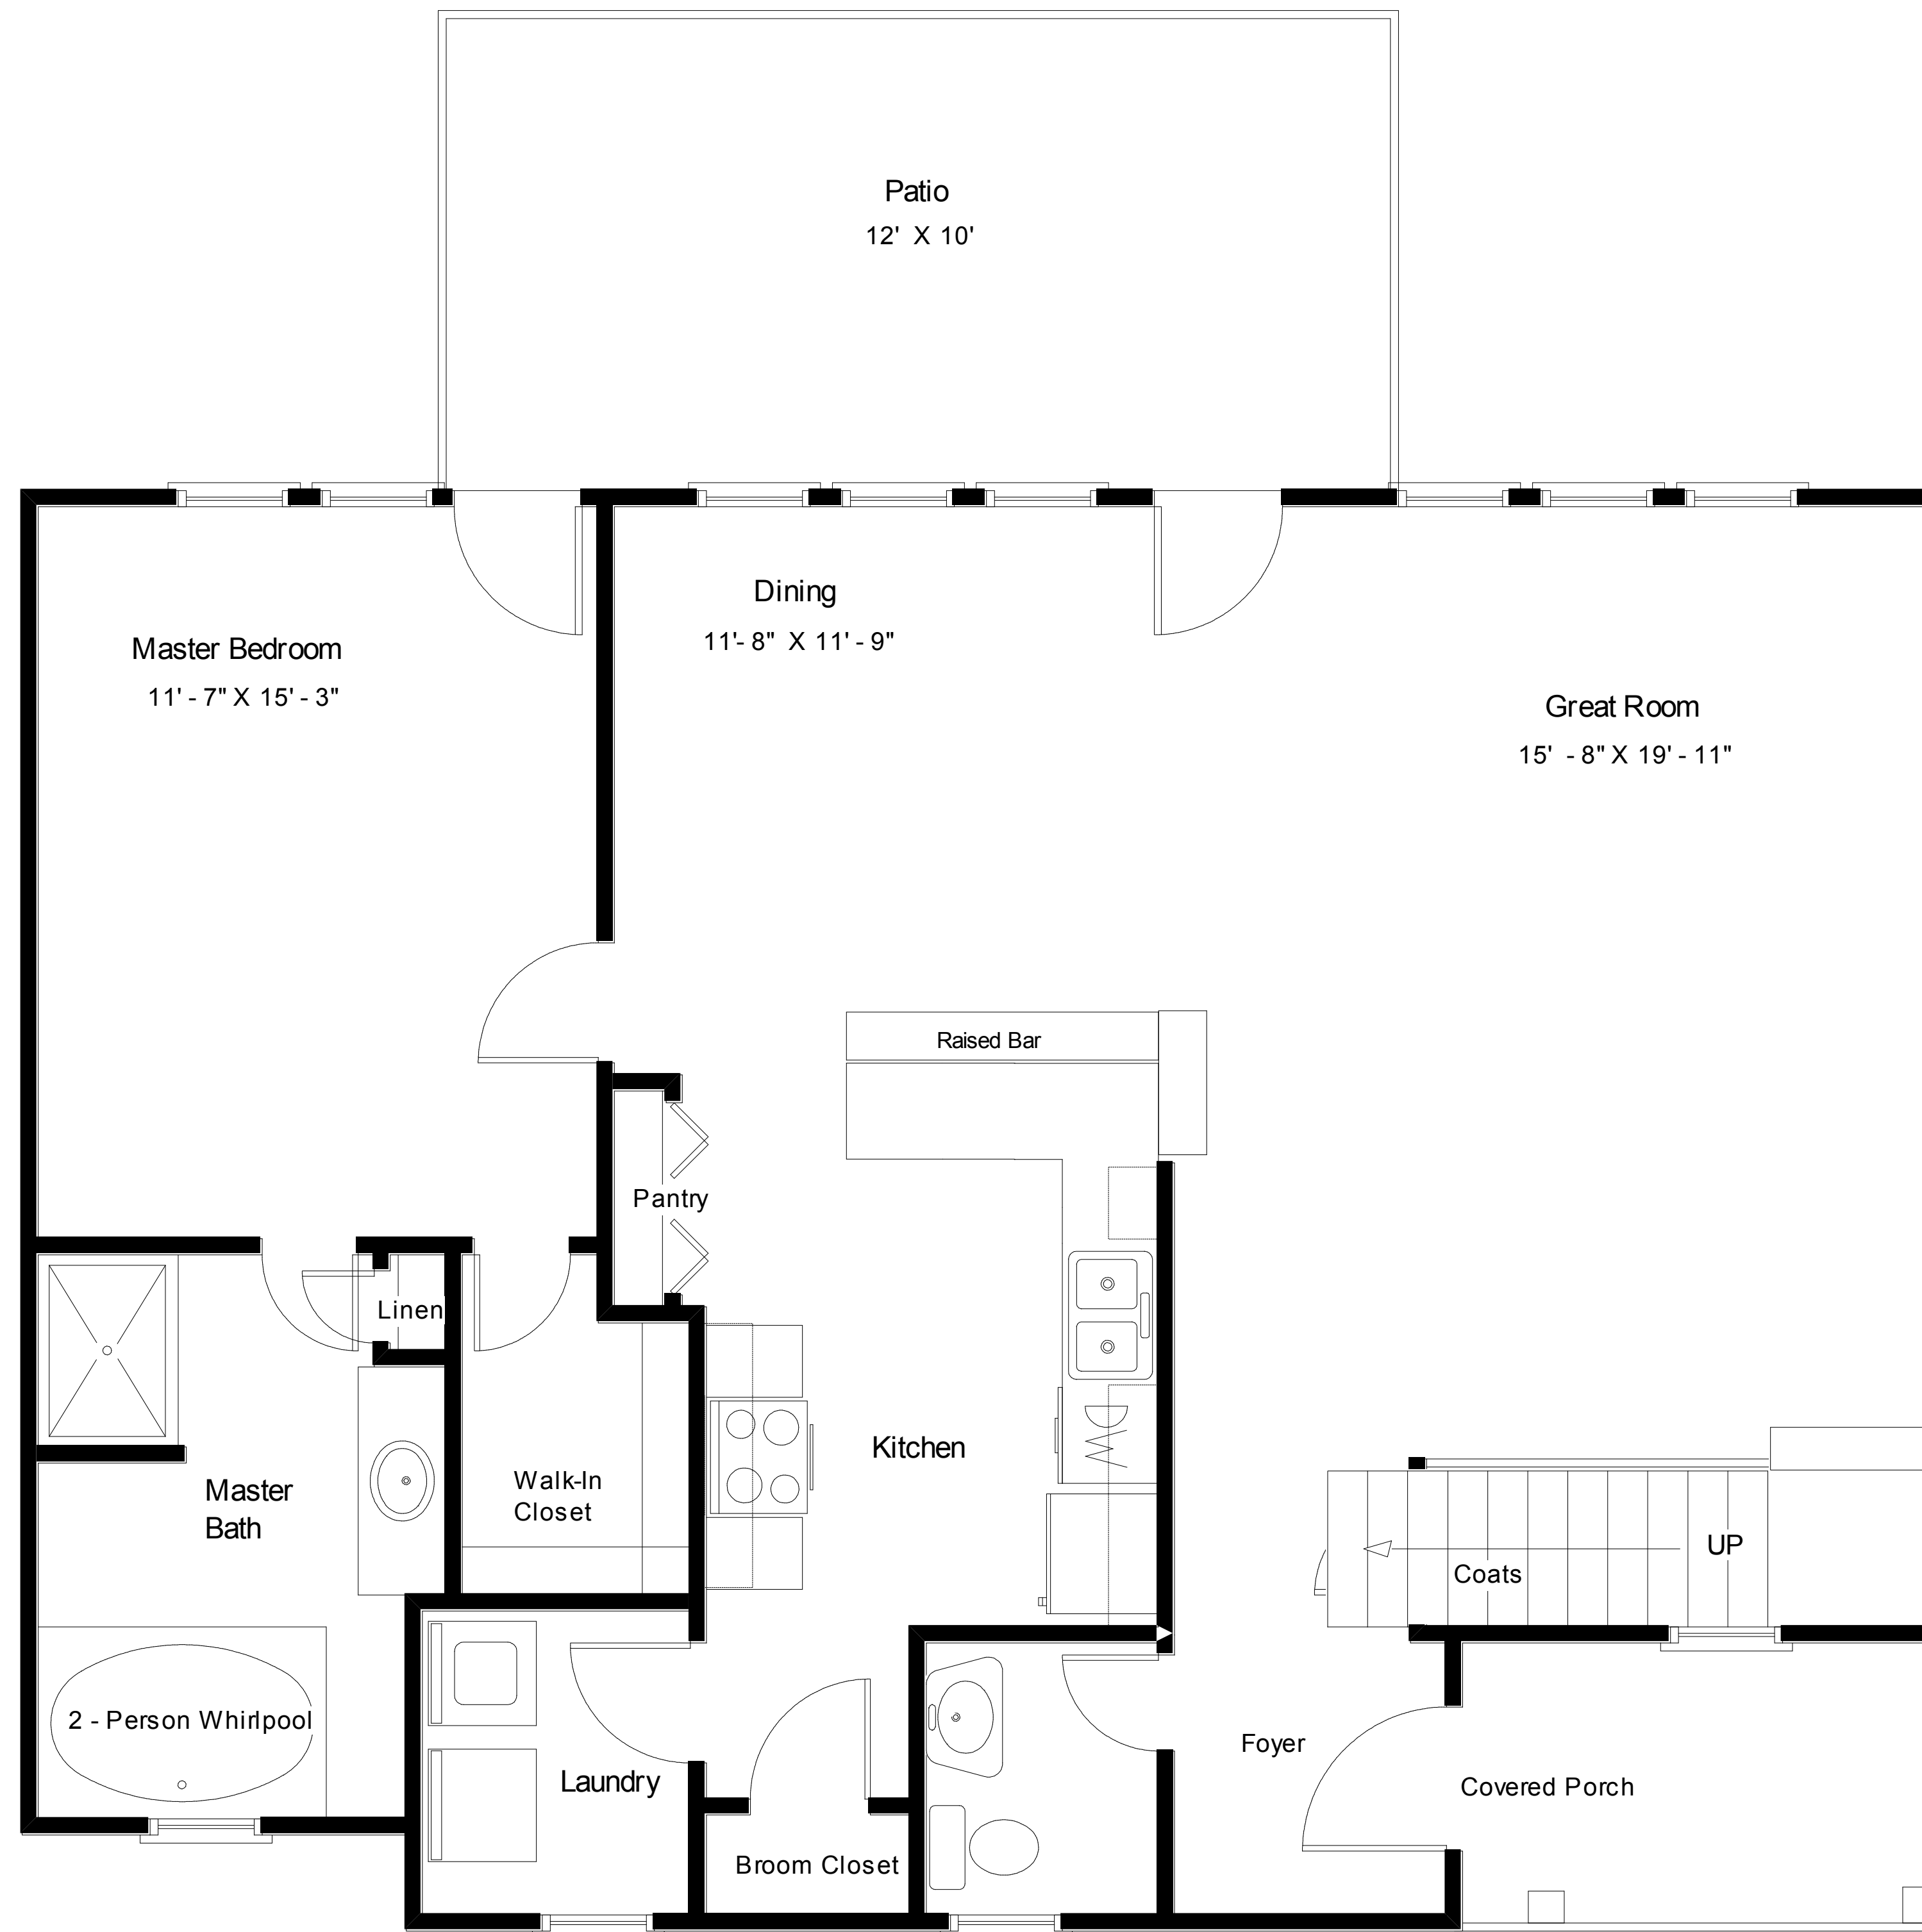 Patio
12' X 10'
Dining
11'- 8" X 11' - 9"
Master Bedroom
11' - 7" X 15' - 3"
Great Room
15' - 8" X 19' - 11"
Raised Bar
Pantry
Linen
Kitchen
Walk-In
Closet
Master
Bath
UP
Coats
2 - Person Whirlpool
Foyer
Laundry
Covered Porch
Broom Closet